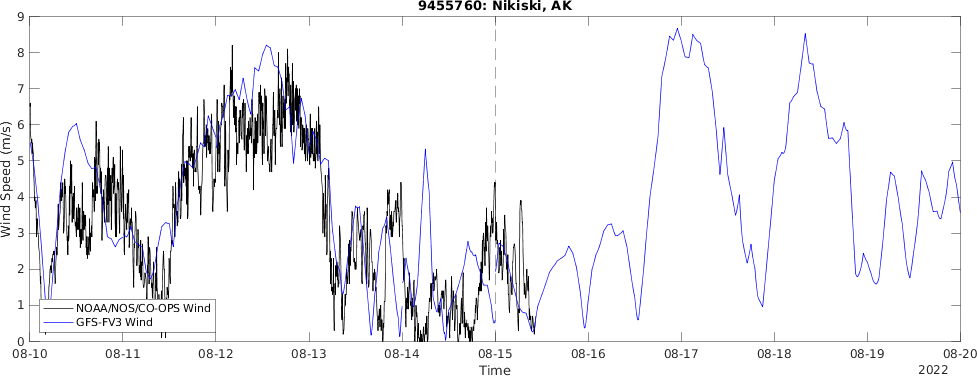 9455760: Nikiski, AK
9
8
7
6
5
4
3
2
1
0
Wind Speed (m/s)
NOAA/NOS/CO-OPS Wind
GFS-FV3 Wind
08-10 08-11 08-12 08-13 08-14 08-15 08-16 08-17 08-18 08-19 08-20
Time
2022